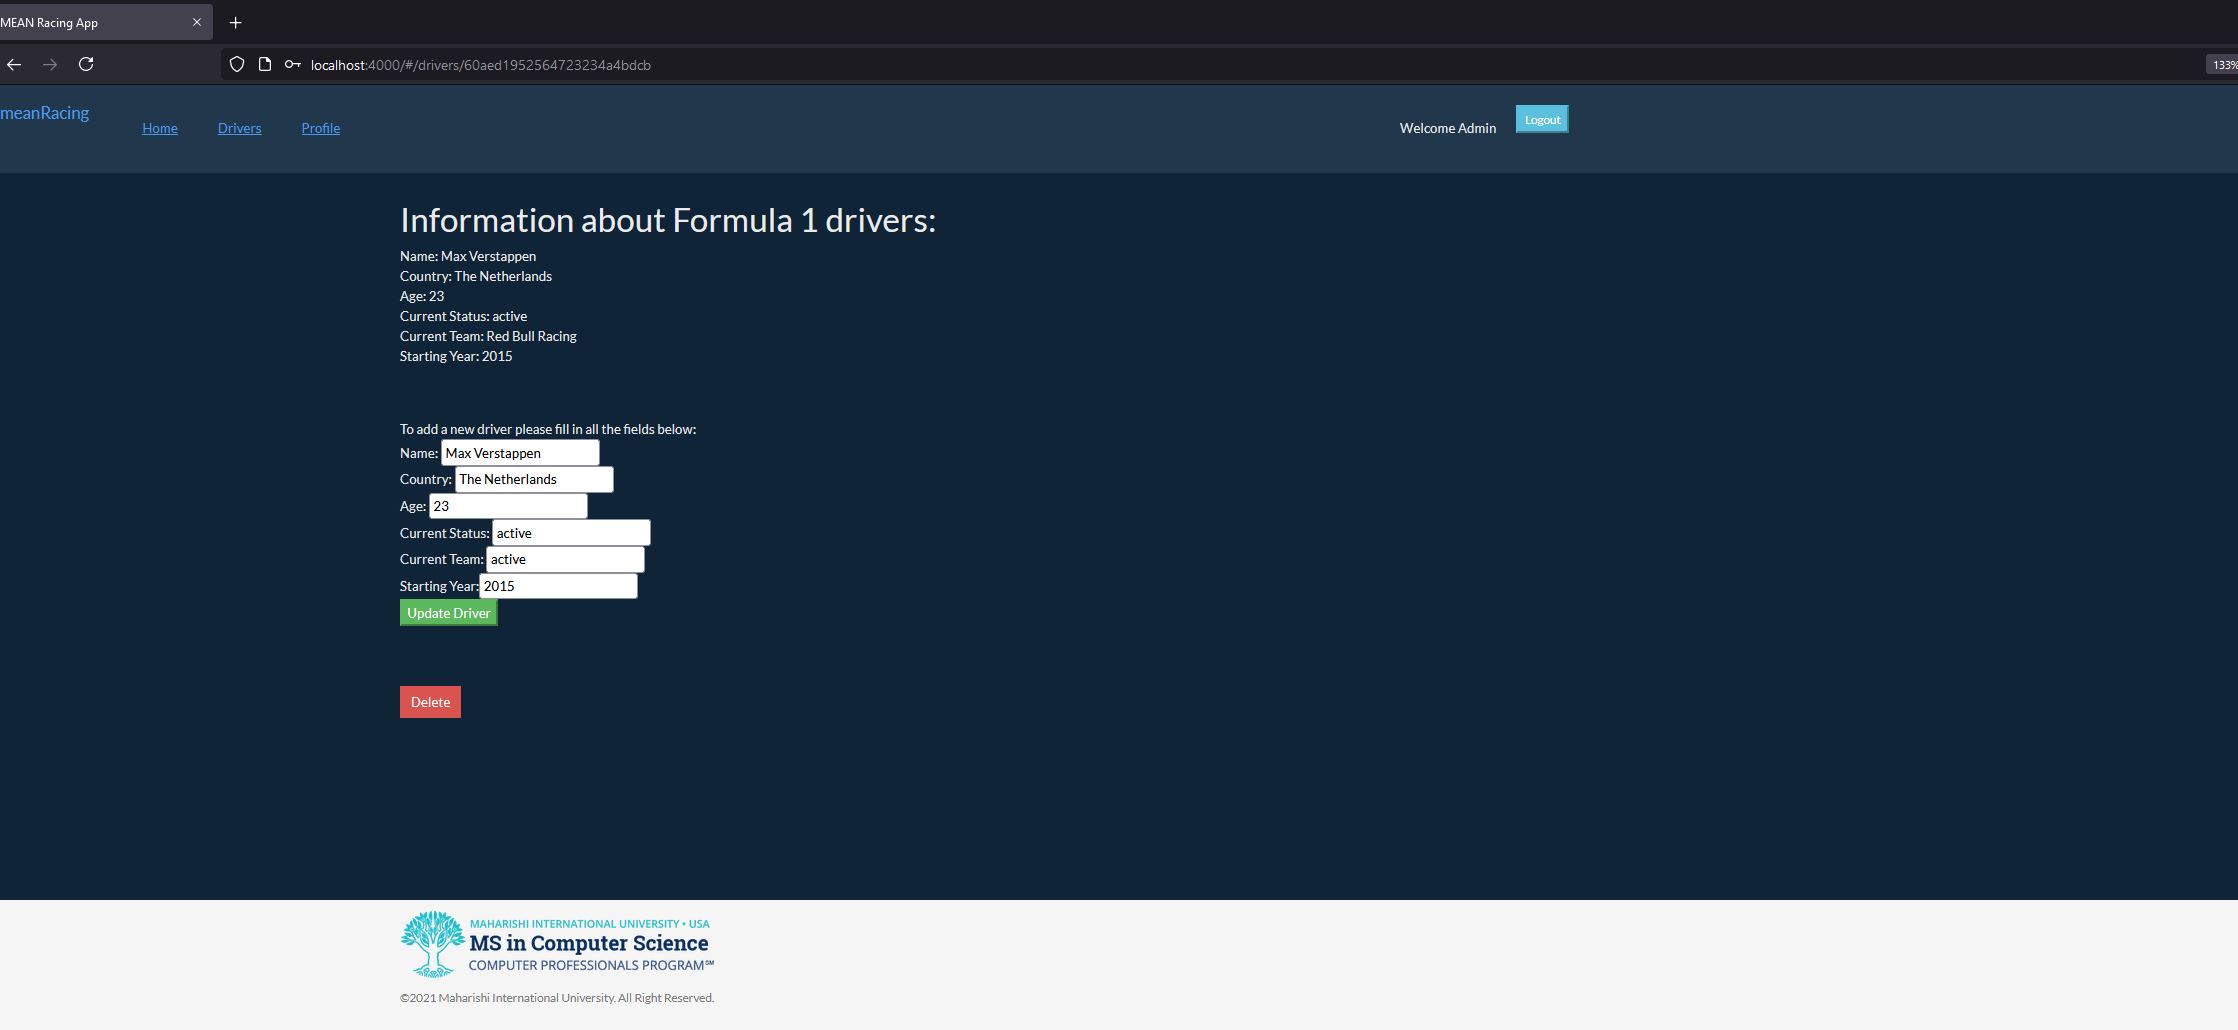 MEAN Racing App
localhost:4000/#/drivers/60aed1952564723234a4bdcb
133%
meanRacing
Home Drivers Profile Welcome Admin Logout
Information about Formula 1 drivers:
Name: Max Verstappen
Country: The Netherlands
Age: 23
Current Status: active
Current Team: Red Bull Racing
Starting Year: 2015
To add a new driver please fill in all the fields below:
Name: Max Verstappen
Country: The Netherlands
Age: 23
Current Status: active
Current Team: active
Starting Year: 2015
Update Driver
Delete
MAHARISHI INTERNATIONAL UNIVERSITY • USA
MS in Computer Science
COMPUTER PROFESSIONALS PROGRAM℠
©2021 Maharishi International University. All Right Reserved.